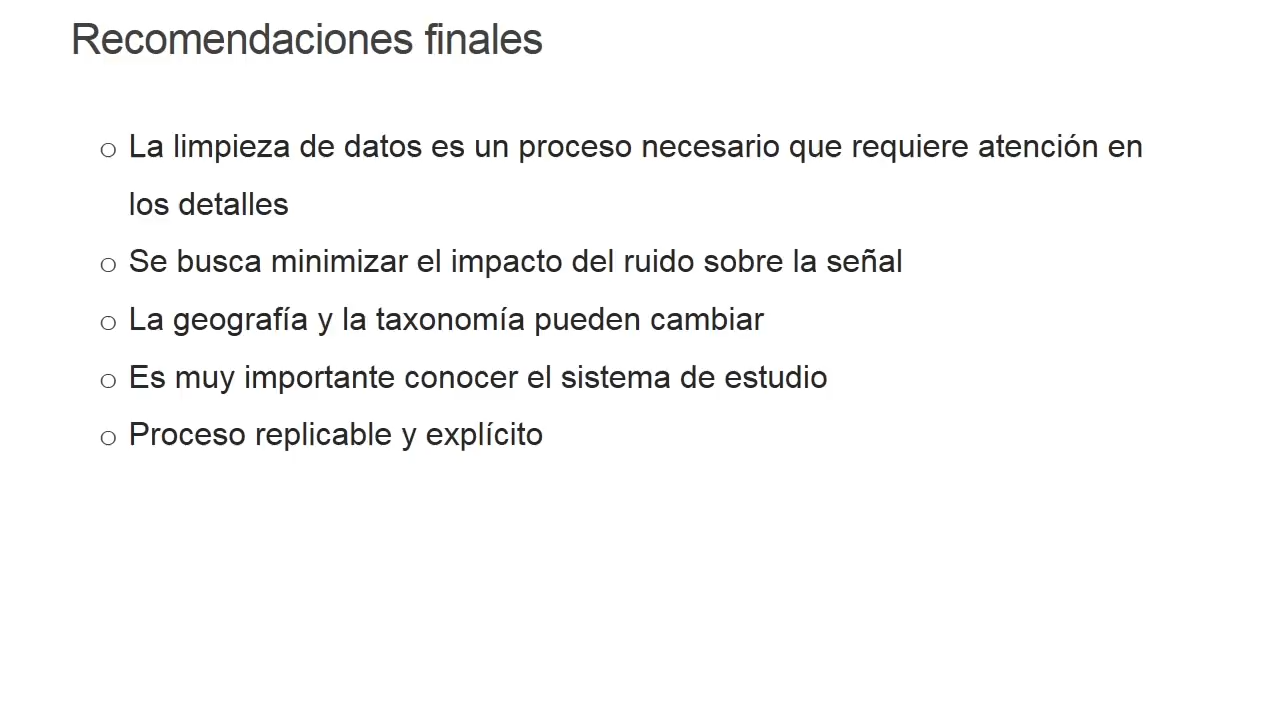 Recomendaciones finales
o La limpieza de datos es un proceso necesario que requiere atención en
los detalles
o Se busca minimizar el impacto del ruido sobre la señal
o La geografía y la taxonomía pueden cambiar
o Es muy importante conocer el sistema de estudio
o Proceso replicable y explícito